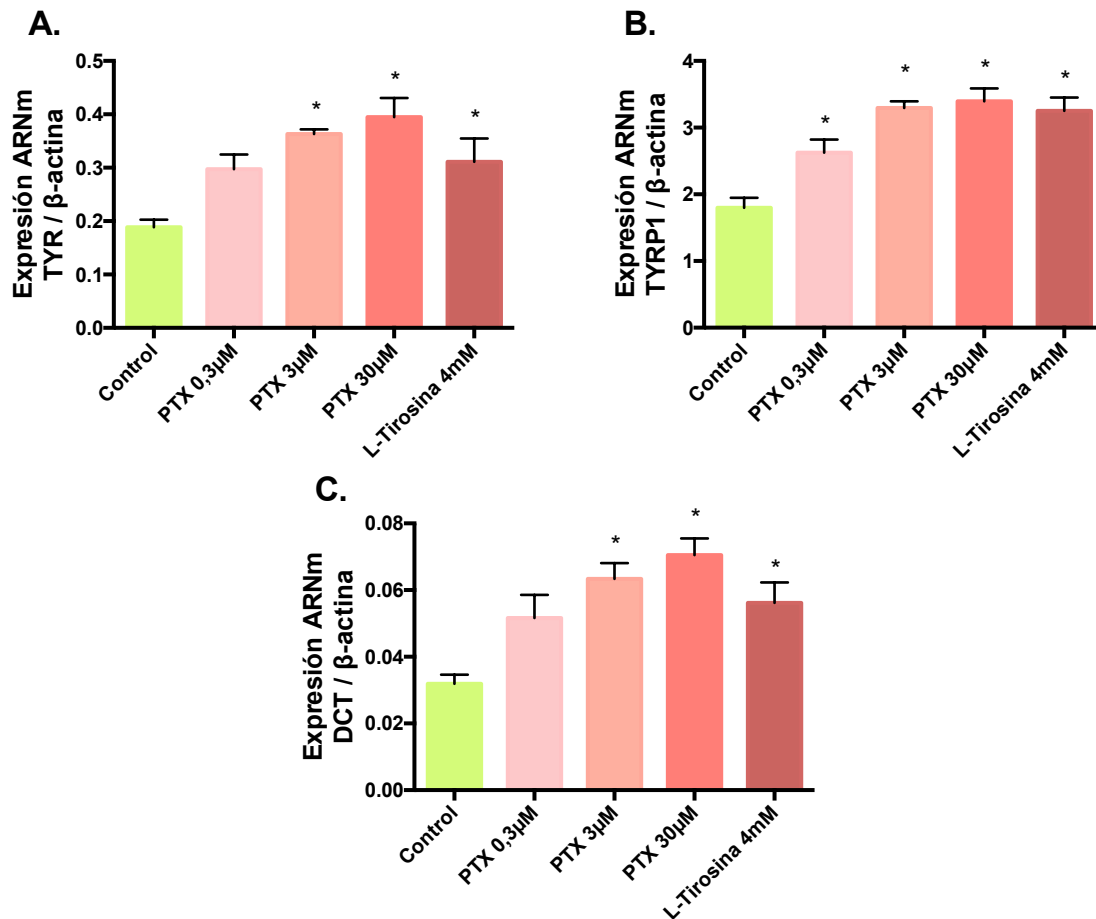 A.
Expresión ARNm
TYR / β-actina
0.5
0.4
0.3
0.2
0.1
0.0
*
*
*
Control
PTX 0,3µM
PTX 3µM
PTX 30µM
L-Tirosina 4mM
B.
Expresión ARNm
TYRP1 / β-actina
4
3
2
1
0
*
*
*
*
Control
PTX 0,3µM
PTX 3µM
PTX 30µM
L-Tirosina 4mM
C.
Expresión ARNm
DCT / β-actina
0.08
0.06
0.04
0.02
0.00
*
*
*
Control
PTX 0,3µM
PTX 3µM
PTX 30µM
L-Tirosina 4mM